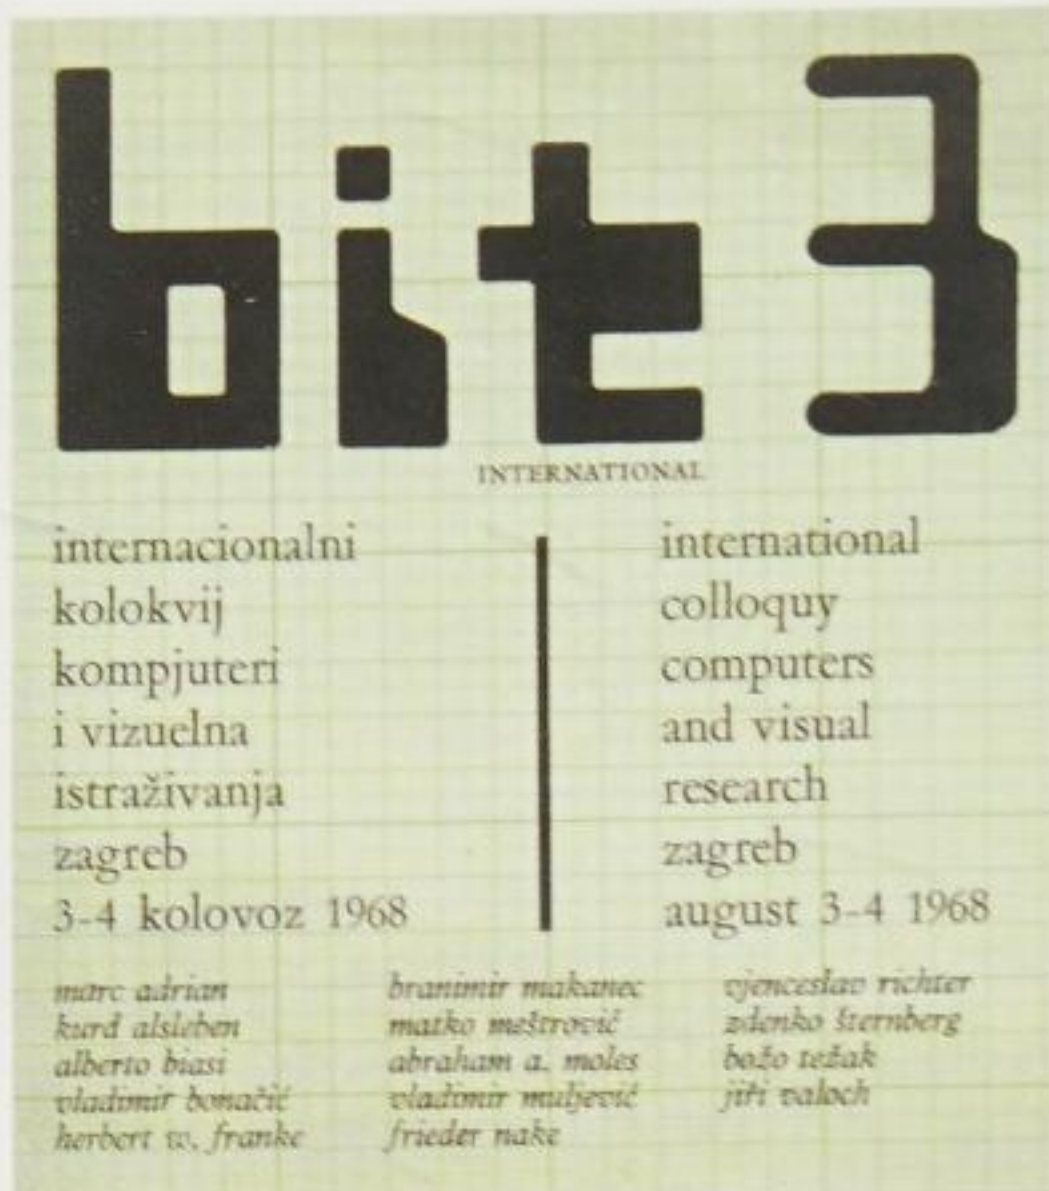 bit 3
INTERNATIONAL
internacionalni
kolokvij
kompjuteri
i vizuelna
istraživanja
zagreb
3-4 kolovoz 1968
international
colloquy
computers
and visual
research
zagreb
august 3-4 1968
marc adrian
kurd alsleben
alberto biasi
vladimir bonačić
herbert w. franke
branimir makanec
matko meštrović
abraham a. moles
vladimir muljević
frieder nake
vjenceslav richter
zdenko šternberg
božo težak
jiři valoch